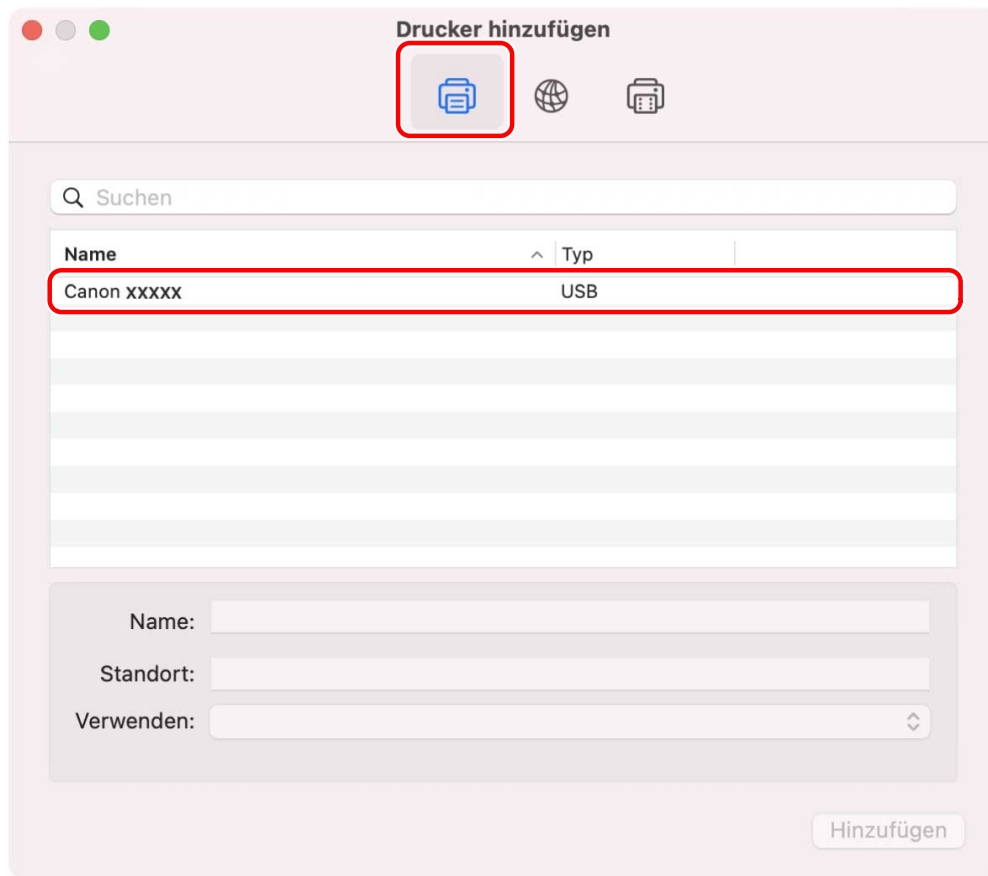 Drucker hinzufügen
Suchen
Name Typ
Canon xxxxx USB
Name:
Standort:
Verwenden:
Hinzufügen